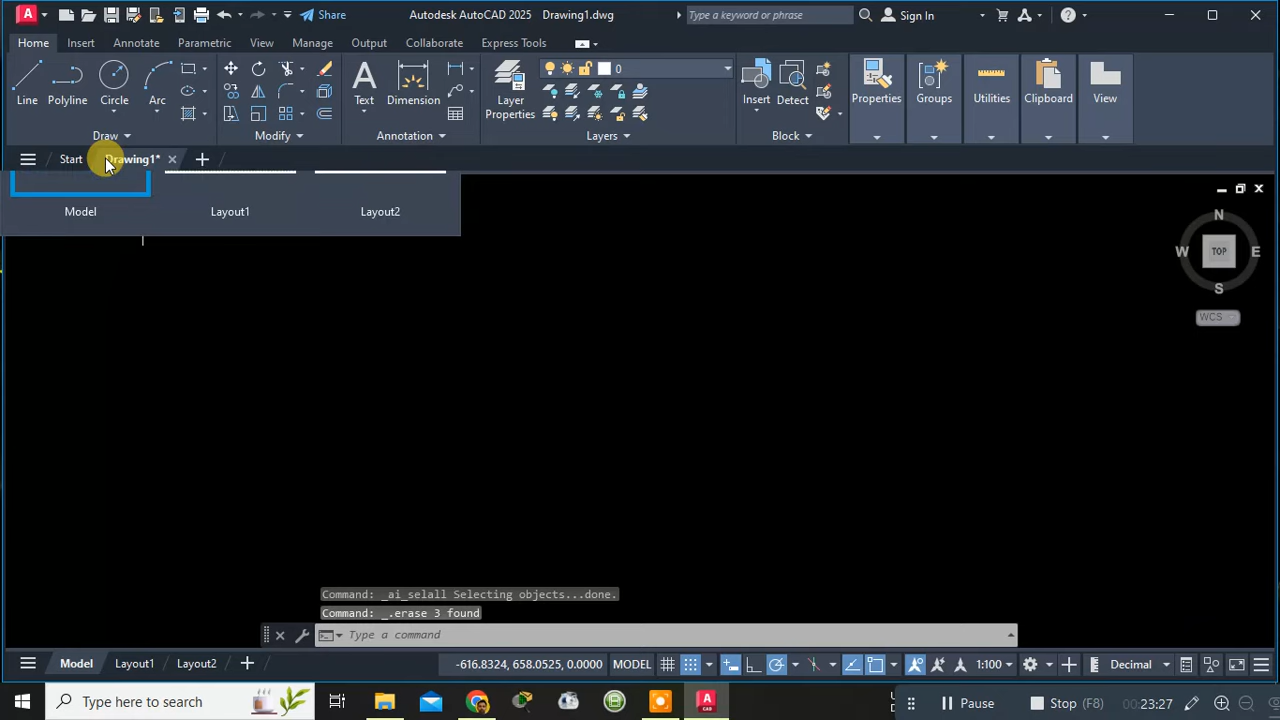 A Share Autodesk AutoCAD 2025 Drawing1.dwg Type a keyword or phrase Sign In
Home Insert Annotate Parametric View Manage Output Collaborate Express Tools
0
Line Polyline Circle Arc Text Dimension Layer Properties Insert Detect Properties Groups Utilities Clipboard View
Draw Modify Annotation Layers Block
Start Drawing1*
Model Layout1 Layout2
N
W TOP E
S
WCS
Command: _ai_selall Selecting objects...done.
Command: _.erase 3 found
Type a command
Model Layout1 Layout2 -616.8324, 658.0525, 0.0000 MODEL 1:100 Decimal
Type here to search A CAD Pause Stop (F8) 00:23:27